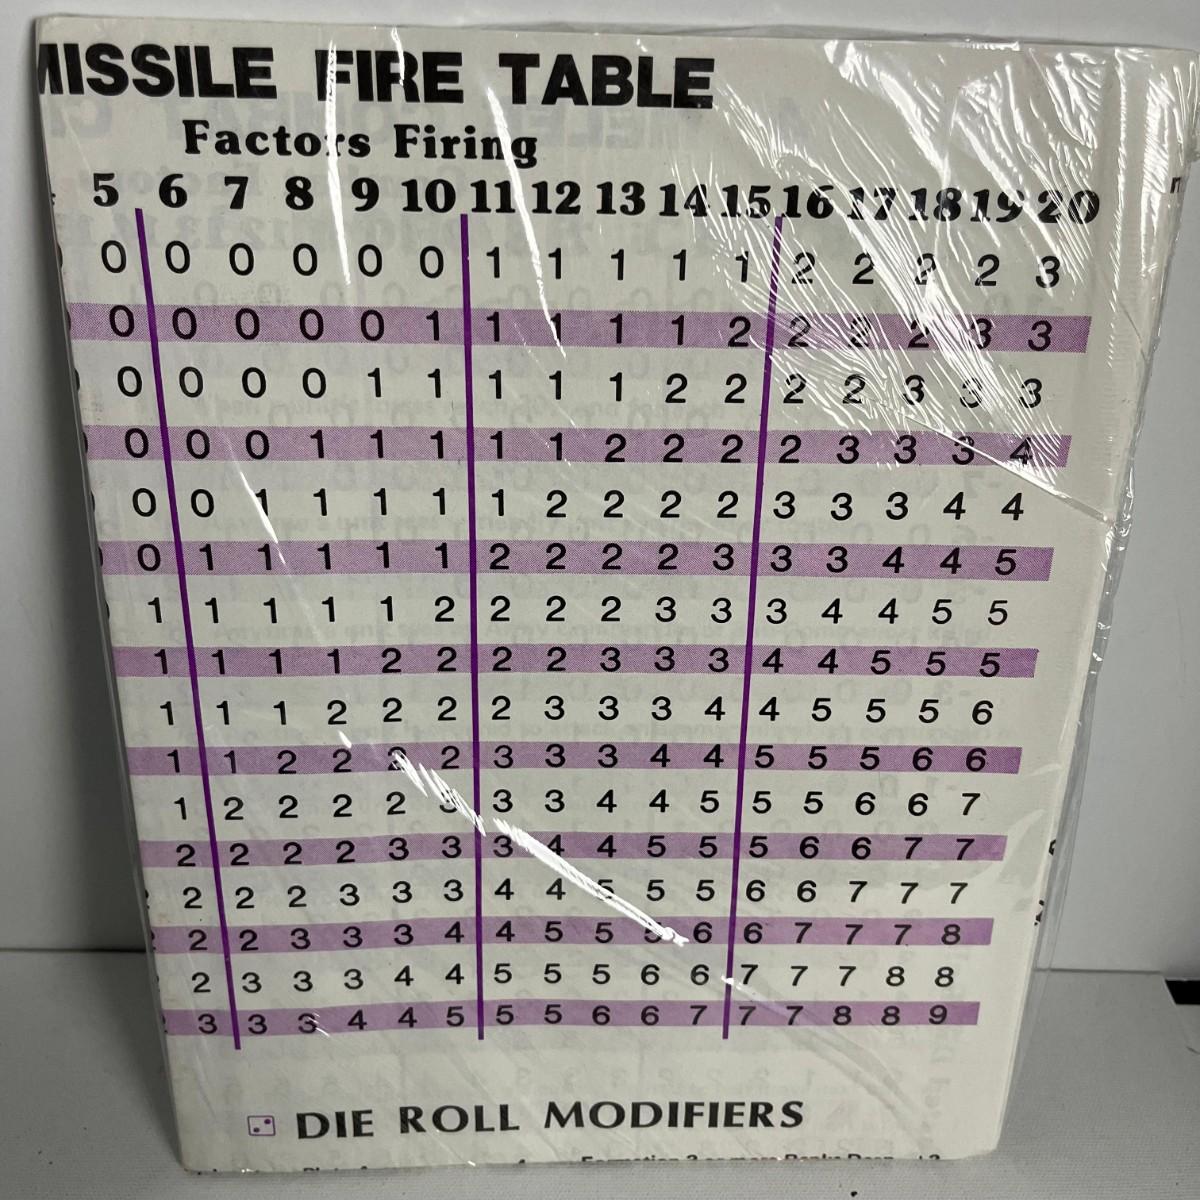 MISSILE FIRE TABLE
Factors Firing
5 6 7 8 9 10 11 12 13 14 15 16 17 18 19 20
0 0 0 0 0 0 1 1 1 1 1 2 2 2 2 3
0 0 0 0 0 1 1 1 1 1 2 2 2 2 3 3
0 0 0 0 1 1 1 1 1 2 2 2 2 3 3 3
0 0 0 1 1 1 1 1 2 2 2 2 3 3 3 4
0 0 1 1 1 1 1 2 2 2 2 3 3 3 4 4
0 1 1 1 1 1 2 2 2 2 3 3 3 4 4 5
1 1 1 1 1 2 2 2 2 3 3 3 4 4 5 5
1 1 1 1 2 2 2 2 3 3 3 4 4 5 5 5
1 1 1 2 2 2 2 3 3 3 4 4 5 5 5 6
1 1 2 2 2 2 3 3 3 4 4 5 5 5 6 6
1 2 2 2 2 3 3 3 4 4 5 5 5 6 6 7
2 2 2 2 3 3 3 4 4 5 5 5 6 6 7 7
2 2 2 3 3 3 4 4 5 5 5 6 6 7 7 7
2 2 3 3 3 4 4 5 5 5 6 6 7 7 7 8
2 3 3 3 4 4 5 5 5 6 6 7 7 7 8 8
3 3 3 4 4 5 5 5 6 6 7 7 7 8 8 9
DIE ROLL MODIFIERS